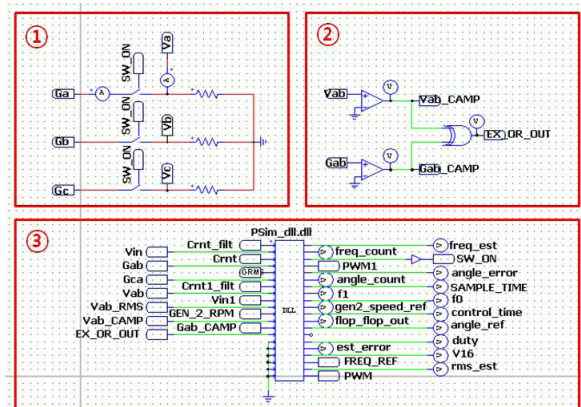 ①
SW_ON
Va
Ga
A
SW_ON
Vb
Gb
SW_ON
Vc
Gc
②
Vab
V
Vab_CAMP
V
EX_OR_OUT
Gab
V
Gab_CAMP
③
PSim_dll.dll
DLL
Crnt_filt
Vin
Crnt
Gab
GRM
Gca
Crnt1_filt
Vab
Vin1
Vab_RMS
GEN_2_RPM
Vab_CAMP
Gab_CAMP
EX_OR_OUT
freq_est
freq_count
SW_ON
PWM1
angle_error
angle_count
SAMPLE_TIME
f1
f0
gen2_speed_ref
control_time
flop_flop_out
angle_ref
duty
est_error
V16
FREQ_REF
rms_est
PWM